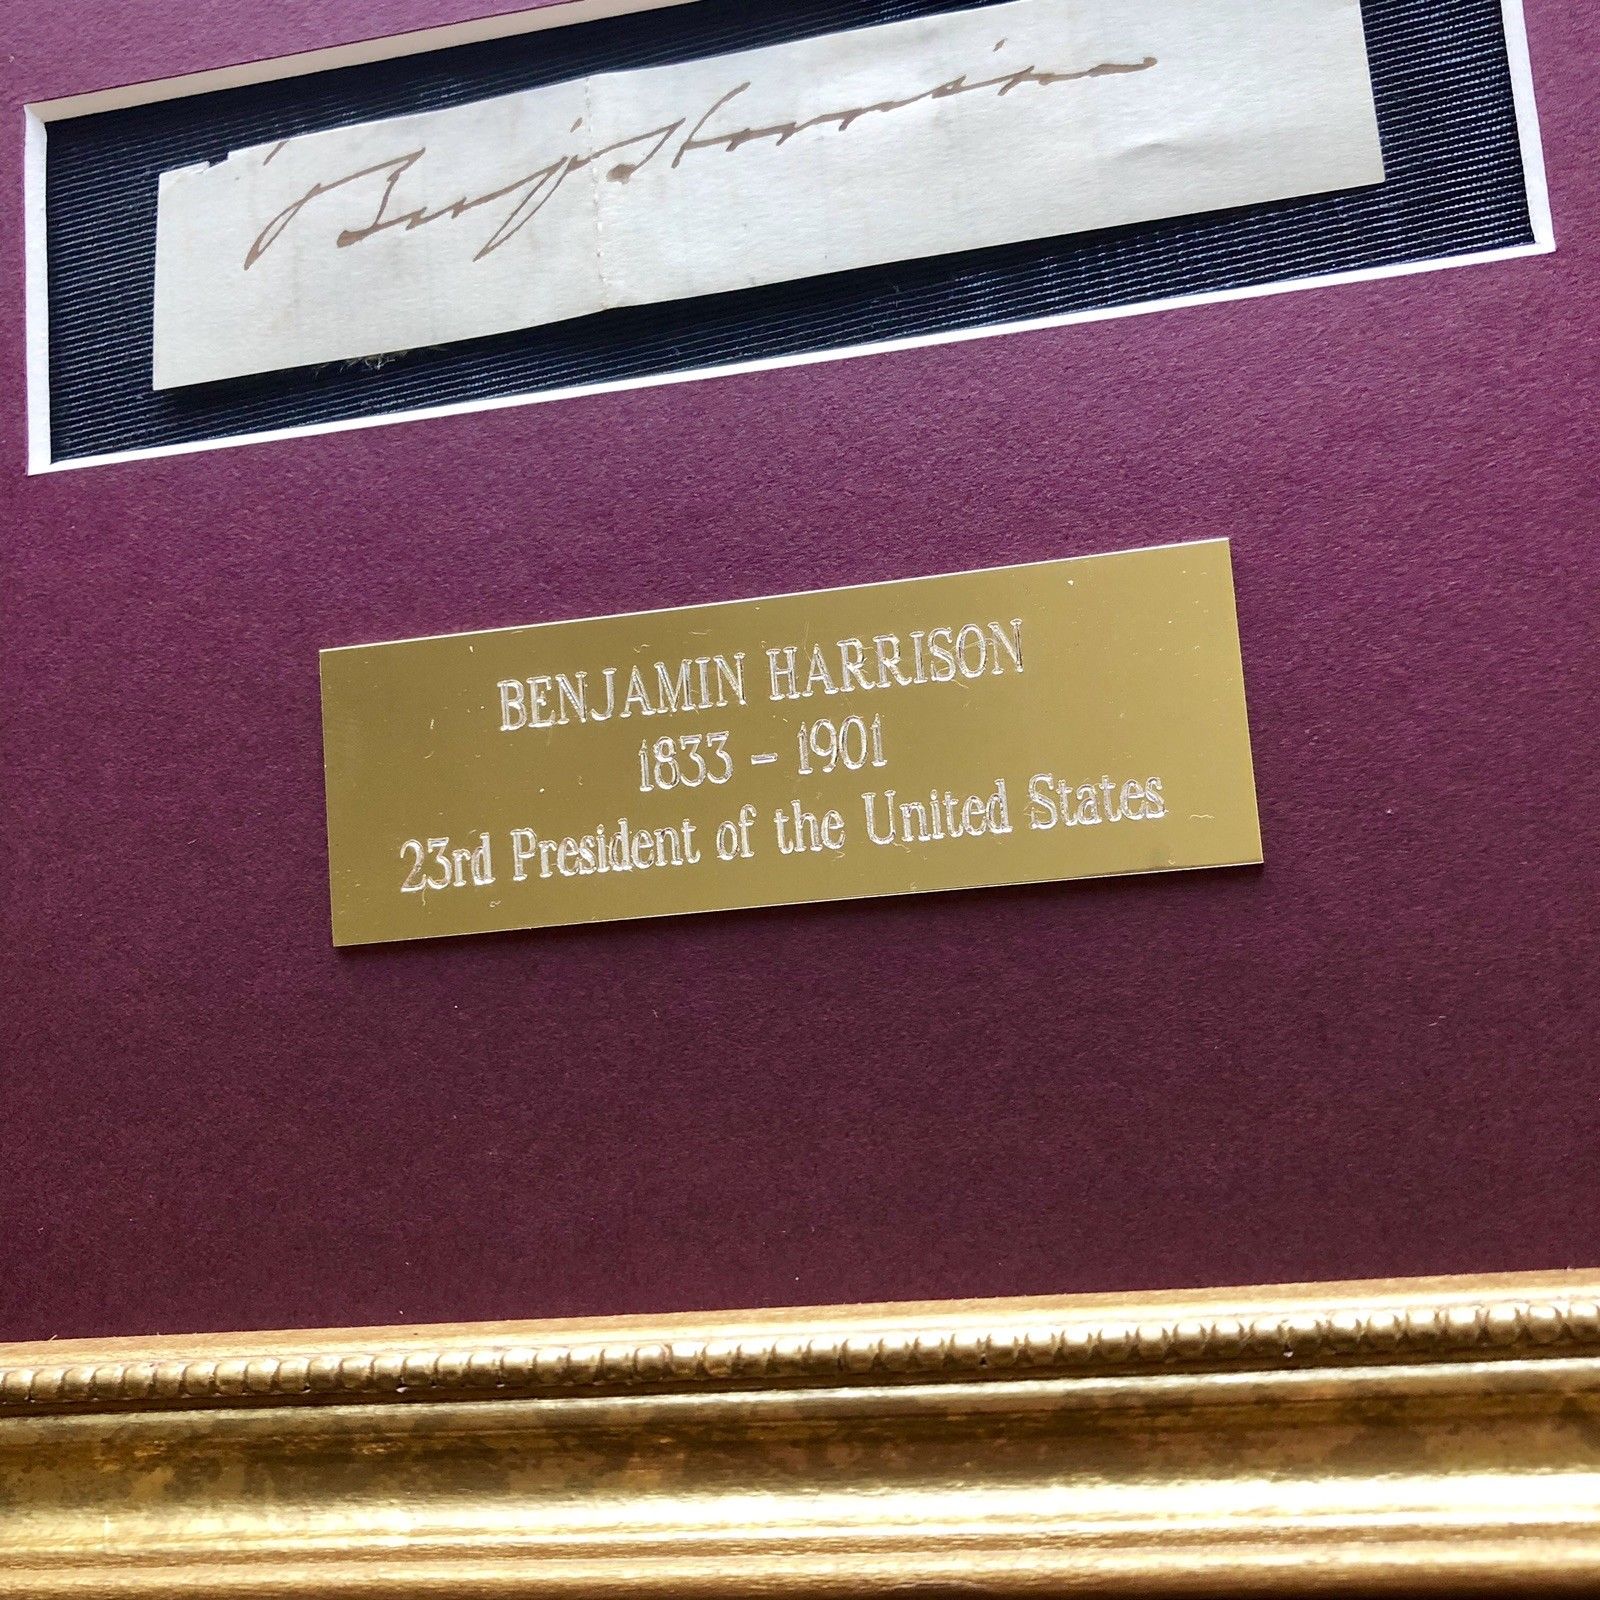 Benj Harrison
BENJAMIN HARRISON
1833 - 1901
23rd President of the United States